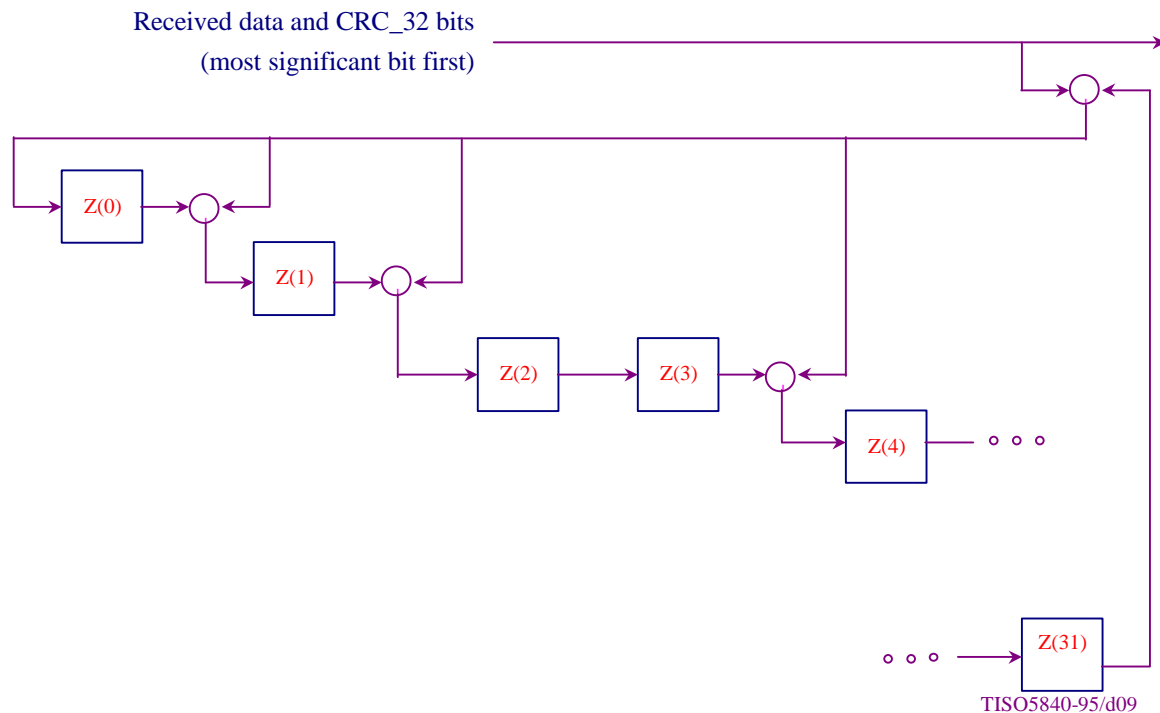 Received data and CRC_32 bits
(most significant bit first)
Z(0)
Z(1)
Z(2)
Z(3)
Z(4)
Z(31)
TISO5840-95/d09